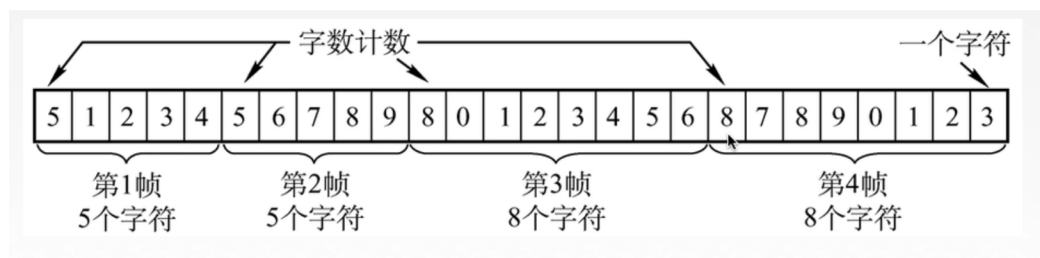 字数计数 一个字符
5 1 2 3 4 5 6 7 8 9 8 0 1 2 3 4 5 6 8 7 8 9 0 1 2 3
第1帧 第2帧 第3帧 第4帧
5个字符 5个字符 8个字符 8个字符